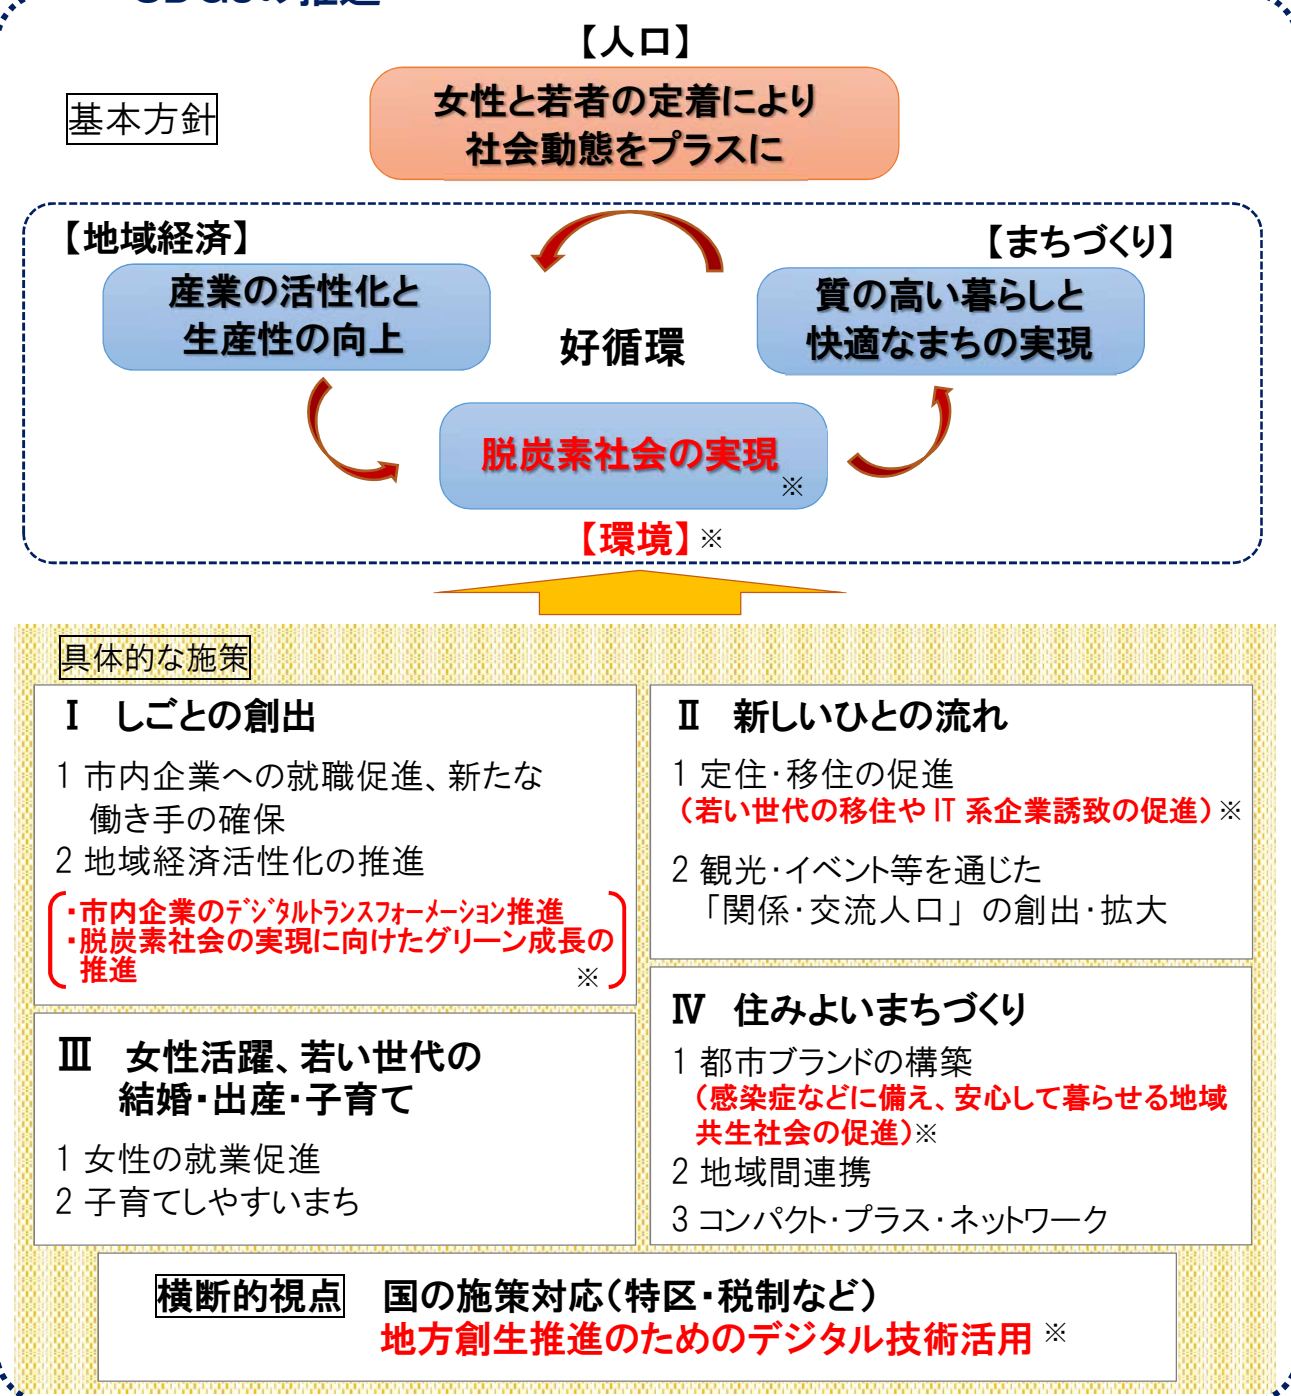 の推進
【人口】
基本方針
女性と若者の定着により
社会動態をプラスに
【地域経済】
【まちづくり】
産業の活性化と
生産性の向上
質の高い暮らしと
快適なまちの実現
好循環
脱炭素社会の実現
※
【環境】※
具体的な施策
Ⅰ しごとの創出
1 市内企業への就職促進、新たな
働き手の確保
2 地域経済活性化の推進
・市内企業のﾃﾞｼﾞﾀﾙﾄﾗﾝｽﾌｫｰﾒｰｼｮﾝ推進
・脱炭素社会の実現に向けたグリーン成長の
推進 ※
Ⅱ 新しいひとの流れ
1 定住・移住の促進
（若い世代の移住やIT系企業誘致の促進）※
2 観光・イベント等を通じた
「関係・交流人口」の創出・拡大
Ⅲ 女性活躍、若い世代の
結婚・出産・子育て
1 女性の就業促進
2 子育てしやすいまち
Ⅳ 住みよいまちづくり
1 都市ブランドの構築
（感染症などに備え、安心して暮らせる地域
共生社会の促進）※
2 地域間連携
3 コンパクト・プラス・ネットワーク
横断的視点 国の施策対応（特区・税制など）
地方創生推進のためのデジタル技術活用 ※